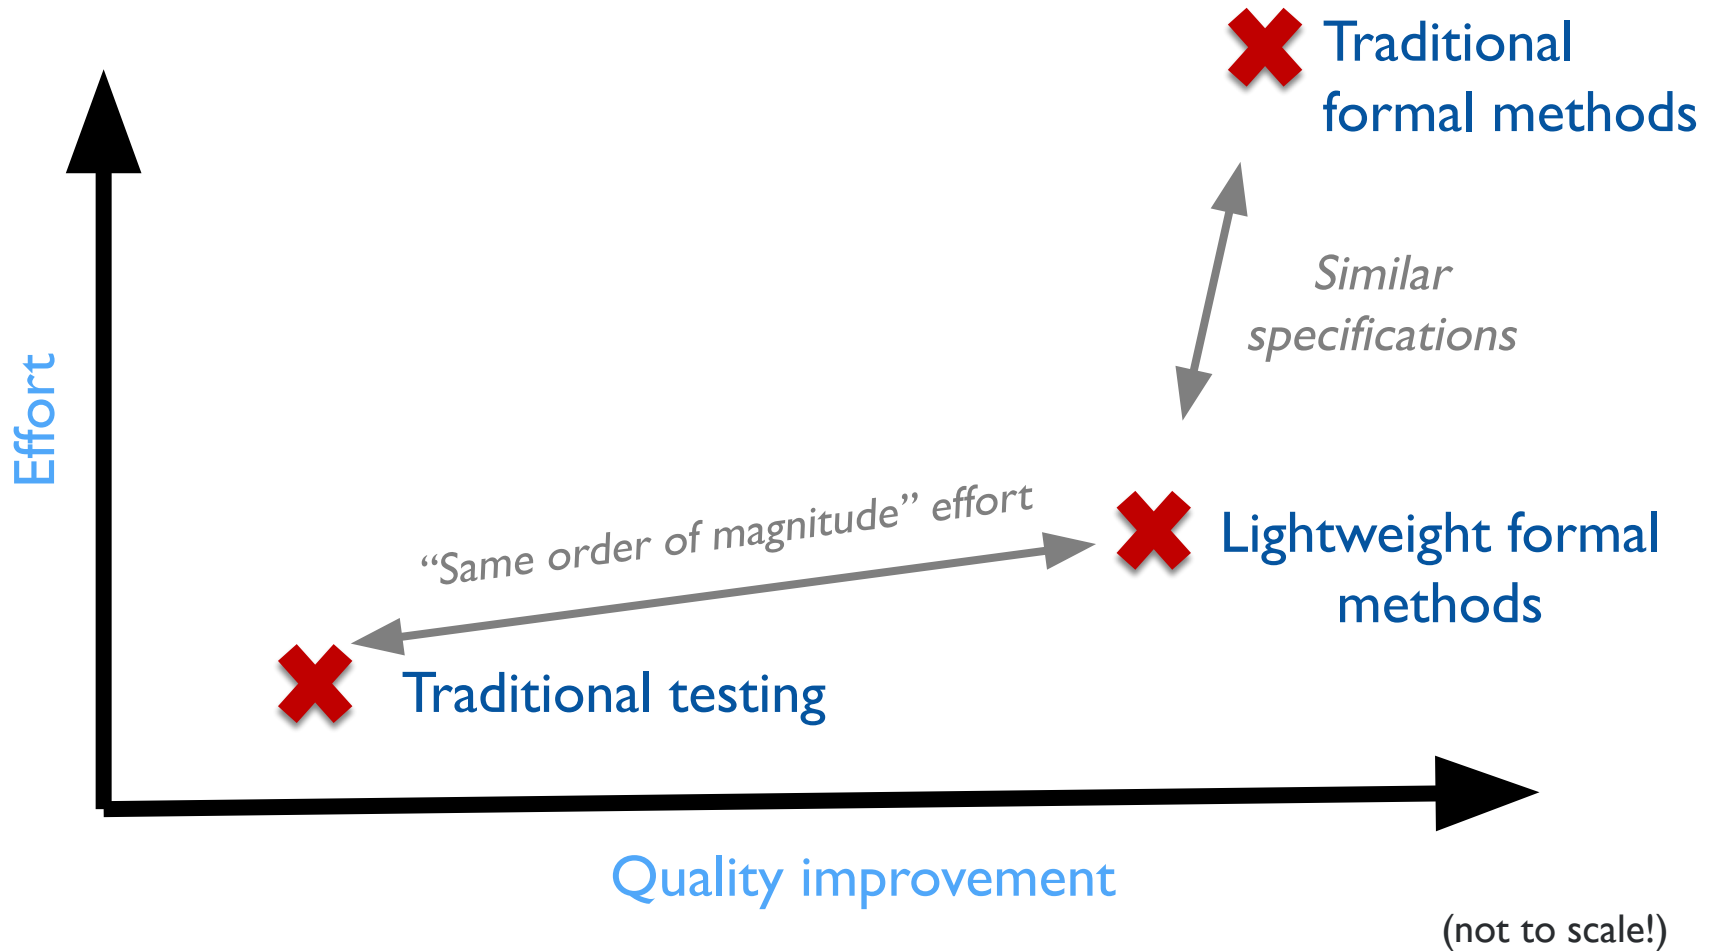 Traditional
formal methods
Similar
specifications
Effort
“Same order of magnitude” effort
Lightweight formal
methods
Traditional testing
Quality improvement
(not to scale!)